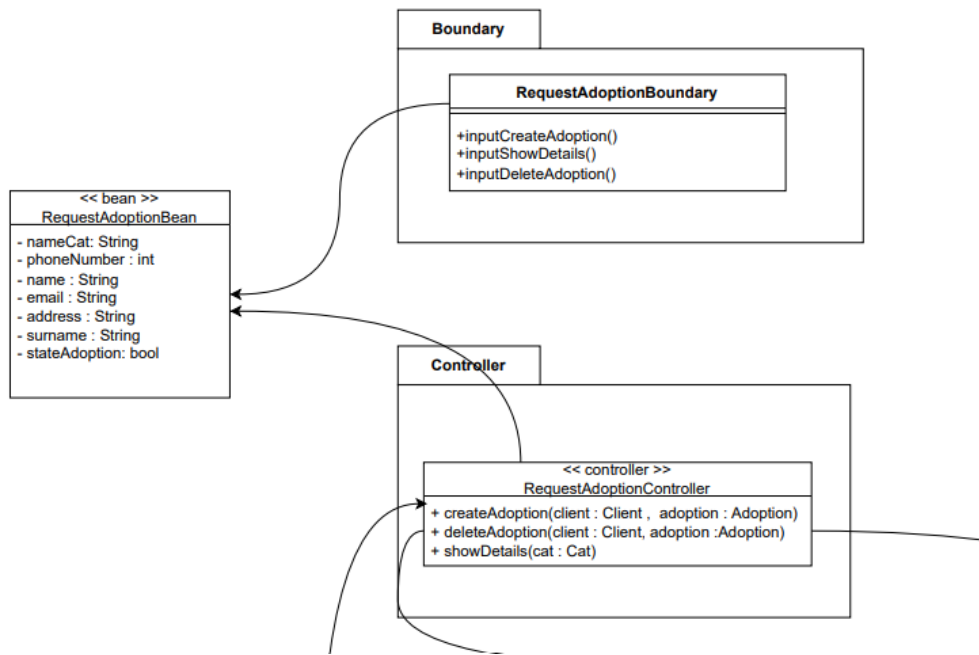 Boundary
RequestAdoptionBoundary
+inputCreateAdoption()
+inputShowDetails()
+inputDeleteAdoption()
<< bean >>
RequestAdoptionBean
- nameCat: String
- phoneNumber : int
- name : String
- email : String
- address : String
- surname : String
- stateAdoption: bool
Controller
<< controller >>
RequestAdoptionController
+ createAdoption(client : Client , adoption : Adoption)
+ deleteAdoption(client : Client, adoption :Adoption)
+ showDetails(cat : Cat)